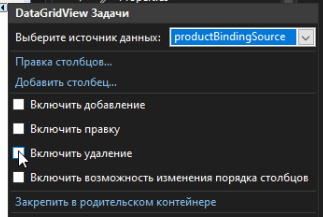 DataGridView Задачи
Выберите источник данных: productBindingSource
Правка столбцов...
Добавить столбец...
Включить добавление
Включить правку
Включить удаление
Включить возможность изменения порядка столбцов
Закрепить в родительском контейнере